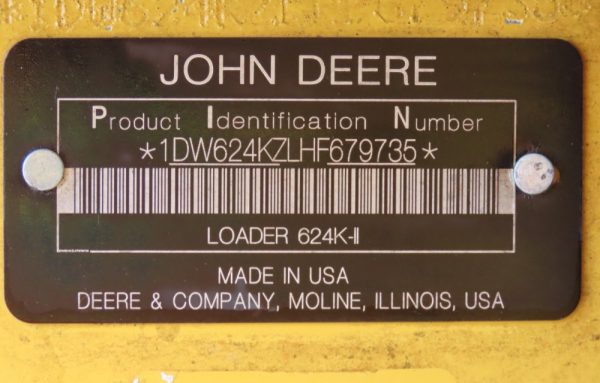 JOHN DEERE
Product Identification Number
*1DW624KZLHF679735*
LOADER 624K-II
MADE IN USA
DEERE & COMPANY, MOLINE, ILLINOIS, USA